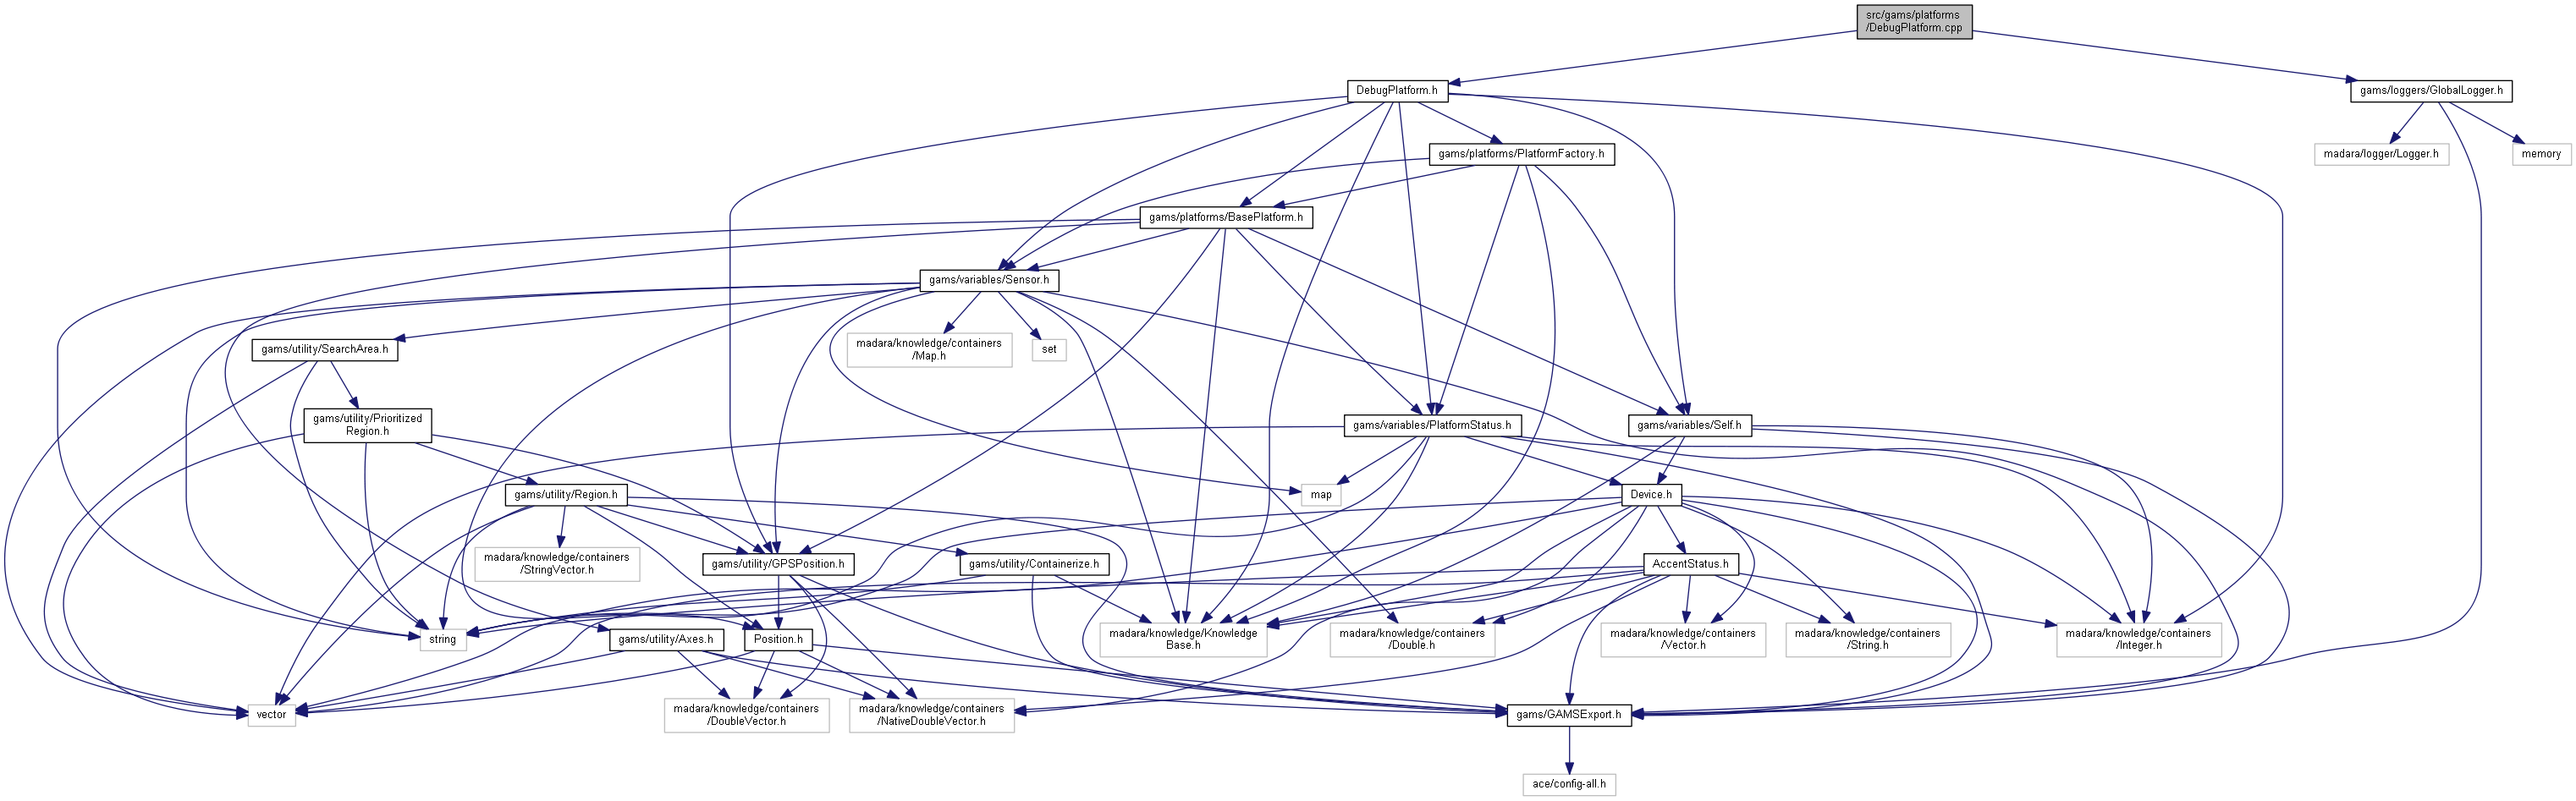 src/gams/platforms
/DebugPlatform.cpp
DebugPlatform.h
gams/loggers/GlobalLogger.h
gams/platforms/PlatformFactory.h
madara/logger/Logger.h
memory
gams/platforms/BasePlatform.h
gams/variables/Sensor.h
gams/utility/SearchArea.h
madara/knowledge/containers
/Map.h
set
gams/utility/Prioritized
Region.h
gams/variables/PlatformStatus.h
gams/variables/Self.h
gams/utility/Region.h
map
Device.h
madara/knowledge/containers
/StringVector.h
gams/utility/GPSPosition.h
gams/utility/Containerize.h
AccentStatus.h
string
gams/utility/Axes.h
Position.h
madara/knowledge/Knowledge
Base.h
madara/knowledge/containers
/Double.h
madara/knowledge/containers
/Vector.h
madara/knowledge/containers
/String.h
madara/knowledge/containers
/Integer.h
vector
madara/knowledge/containers
/DoubleVector.h
madara/knowledge/containers
/NativeDoubleVector.h
gams/GAMSExport.h
ace/config-all.h